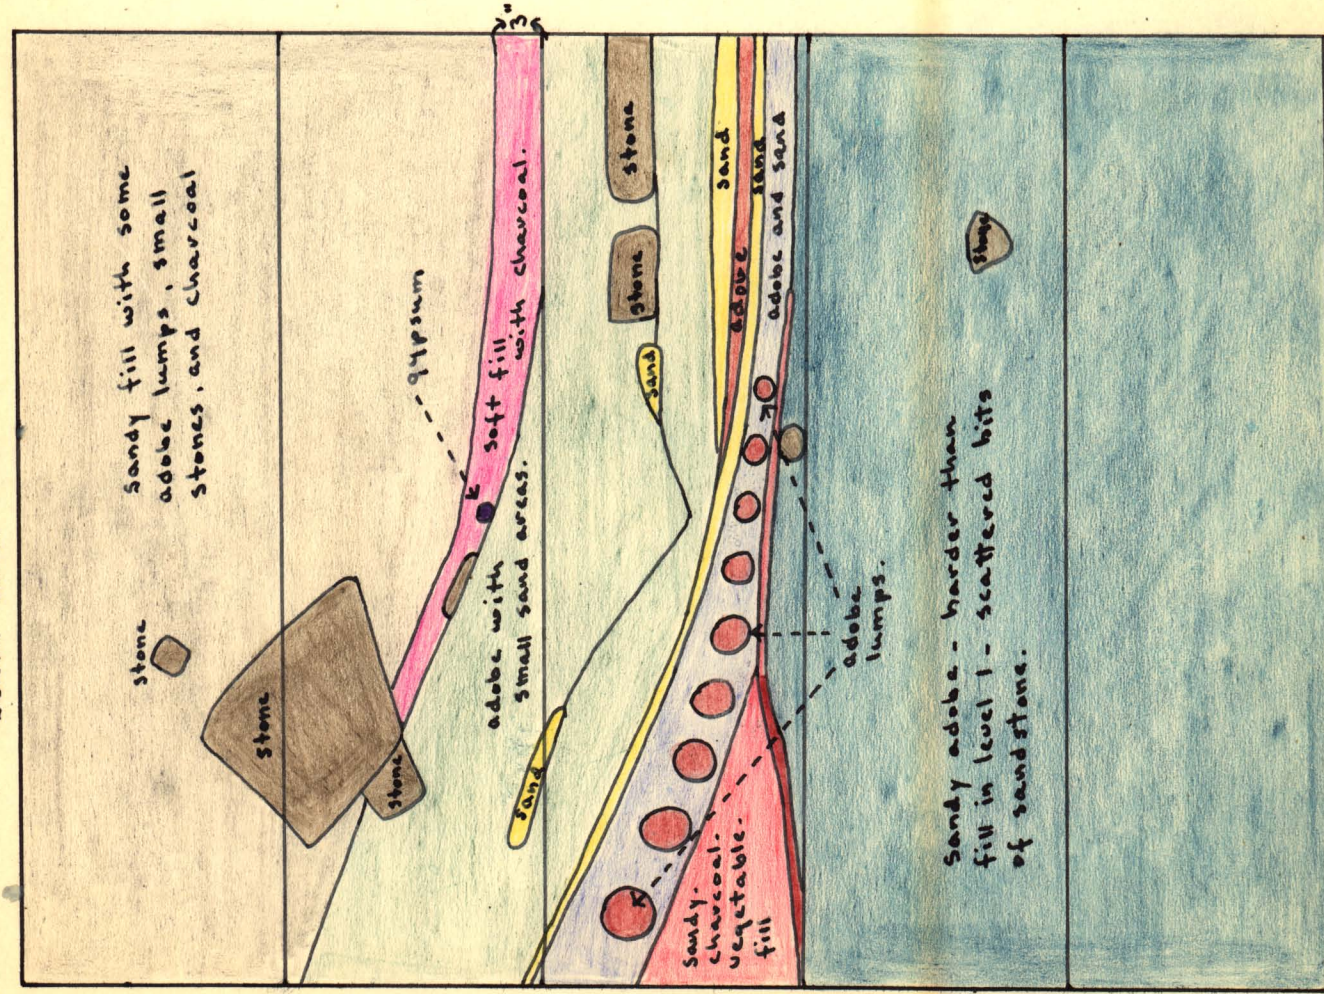 3"
sandy fill with some
adobe lumps, small
stones, and charcoal
stone
stone
stone
gypsum
soft fill with charcoal.
adobe with
small sand areas.
stone
stone
sand
sand
sand
adobe
sand
adobe and sand
adobe
lumps.
sandy-
charcoal-
vegetable.
fill
stone
sandy adobe - harder than
fill in level 1 - scattered bits
of sandstone.